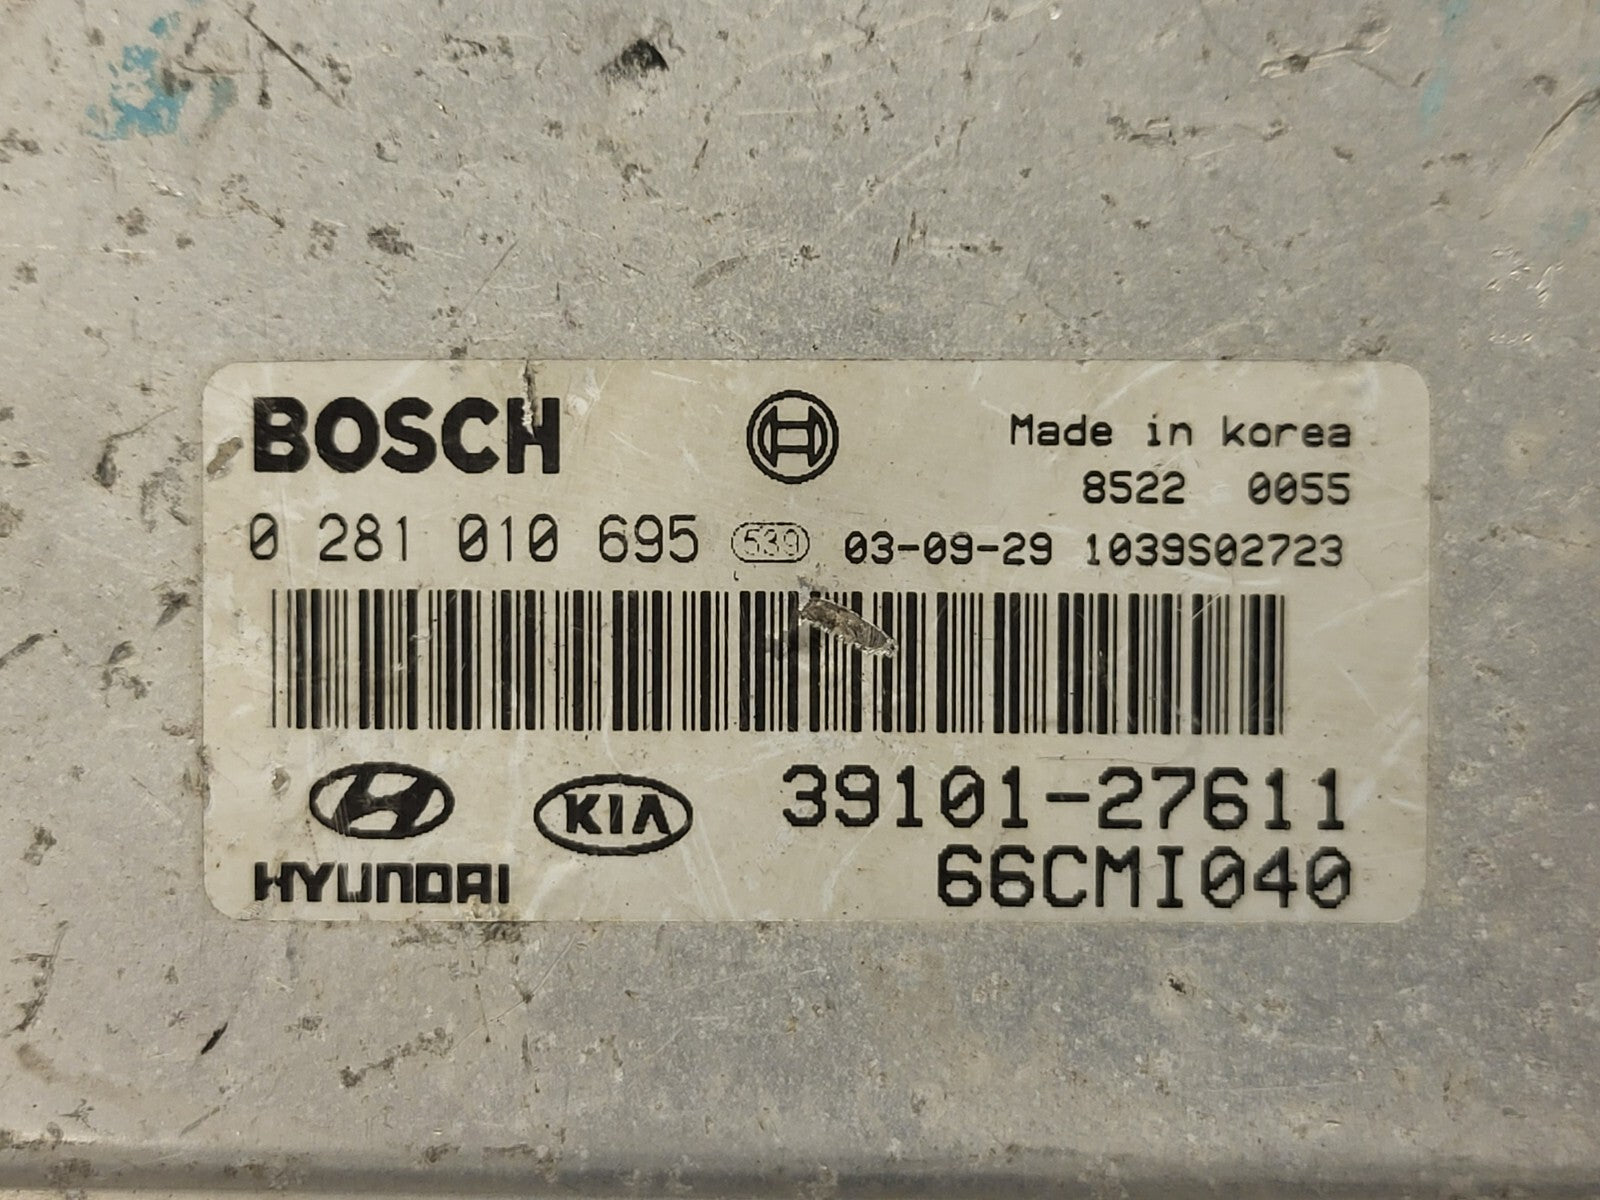 BOSCH
Made in korea
8522 0055
0 281 010 695 539 03-09-29 1039S02723
39101-27611
KIA
HYUNDAI
66CMI040